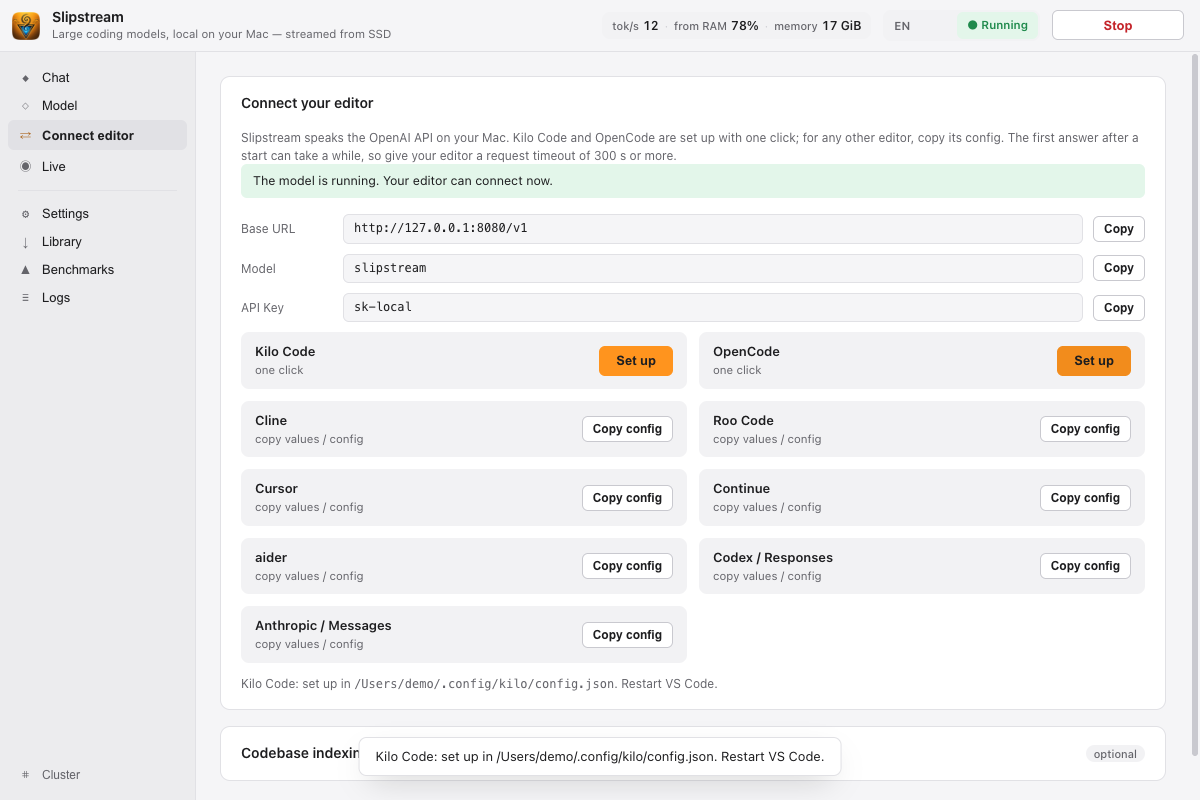 Slipstream
Large coding models, local on your Mac — streamed from SSD
tok/s 12 · from RAM 78% · memory 17 GiB
EN
Running
Stop
Chat
Model
Connect editor
Live
Settings
Library
Benchmarks
Logs
Cluster
Connect your editor
Slipstream speaks the OpenAI API on your Mac. Kilo Code and OpenCode are set up with one click; for any other editor, copy its config. The first answer after a
start can take a while, so give your editor a request timeout of 300 s or more.
The model is running. Your editor can connect now.
Base URL
http://127.0.0.1:8080/v1
Copy
Model
slipstream
Copy
API Key
sk-local
Copy
Kilo Code
one click
Set up
OpenCode
one click
Set up
Cline
copy values / config
Copy config
Roo Code
copy values / config
Copy config
Cursor
copy values / config
Copy config
Continue
copy values / config
Copy config
aider
copy values / config
Copy config
Codex / Responses
copy values / config
Copy config
Anthropic / Messages
copy values / config
Copy config
Kilo Code: set up in /Users/demo/.config/kilo/config.json. Restart VS Code.
Codebase indexin
optional
Kilo Code: set up in /Users/demo/.config/kilo/config.json. Restart VS Code.